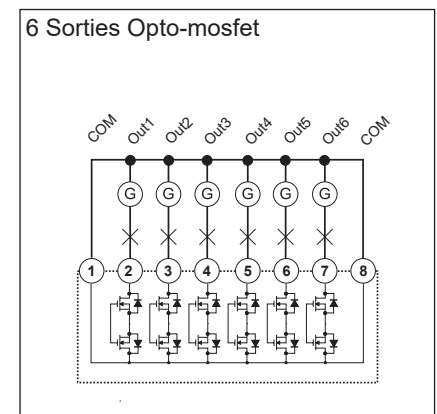 6 Sorties Opto-mosfet
COM Out1 Out2 Out3 Out4 Out5 Out6 COM
G G G G G G
1 2 3 4 5 6 7 8